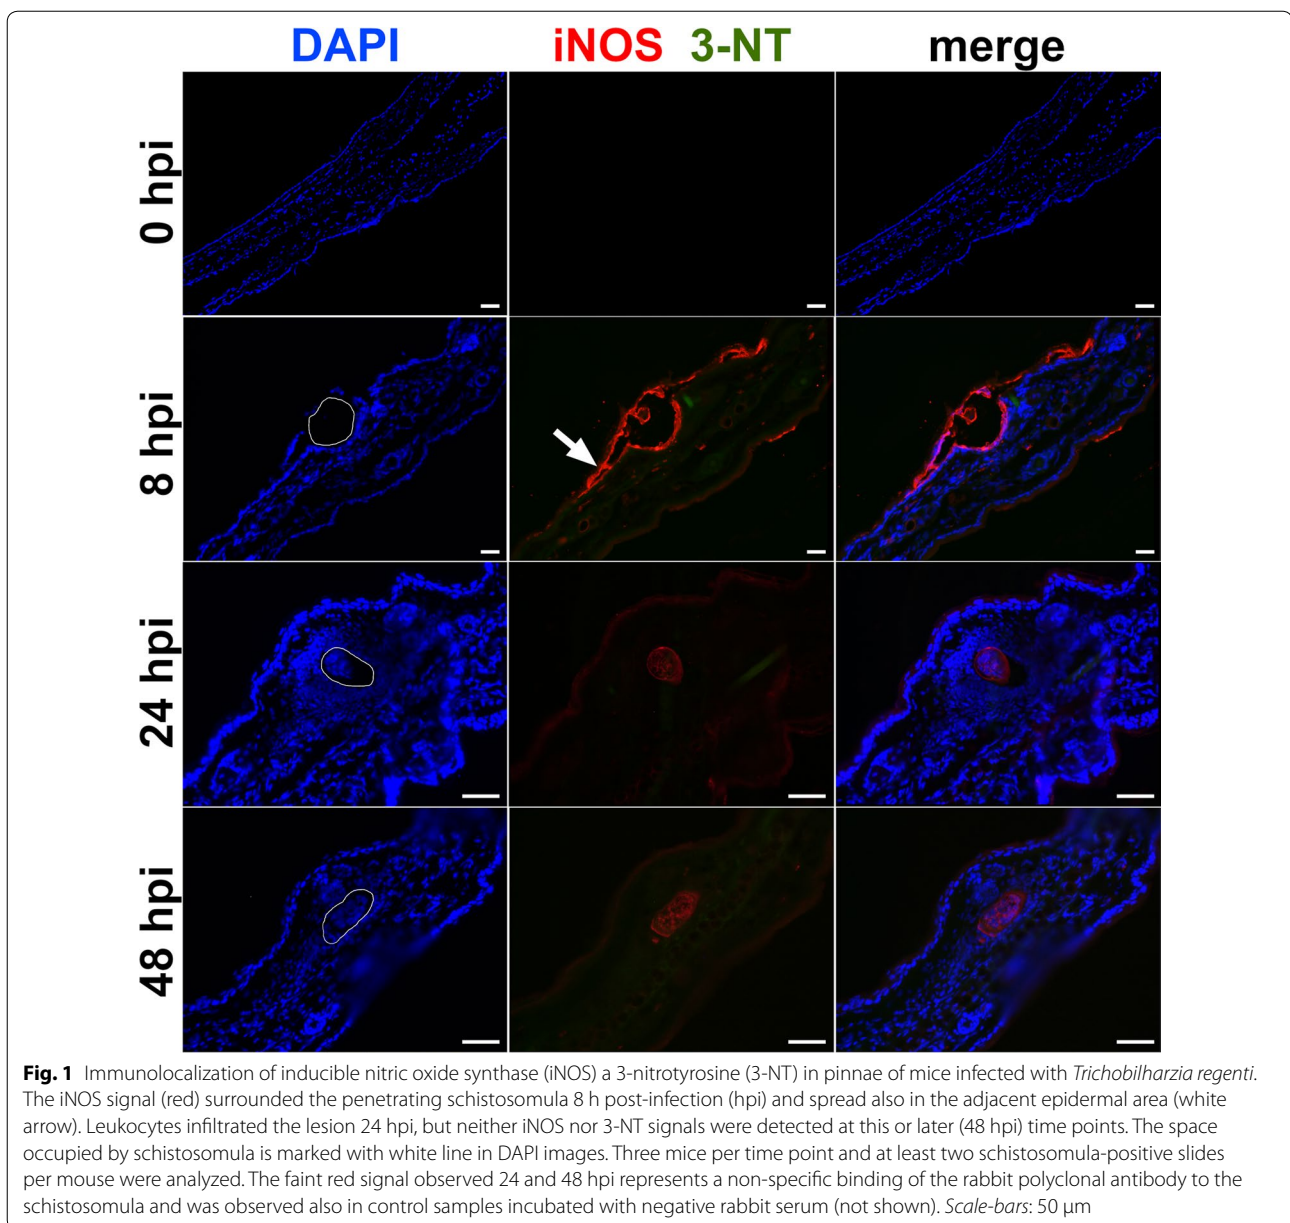 DAPI iNOS 3-NT merge
0 hpi
8 hpi
24 hpi
48 hpi
Fig. 1 Immunolocalization of inducible nitric oxide synthase (iNOS) a 3-nitrotyrosine (3-NT) in pinnae of mice infected with Trichobilharzia regenti.
The iNOS signal (red) surrounded the penetrating schistosomula 8 h post-infection (hpi) and spread also in the adjacent epidermal area (white
arrow). Leukocytes infiltrated the lesion 24 hpi, but neither iNOS nor 3-NT signals were detected at this or later (48 hpi) time points. The space
occupied by schistosomula is marked with white line in DAPI images. Three mice per time point and at least two schistosomula-positive slides
per mouse were analyzed. The faint red signal observed 24 and 48 hpi represents a non-specific binding of the rabbit polyclonal antibody to the
schistosomula and was observed also in control samples incubated with negative rabbit serum (not shown). Scale-bars: 50 μm